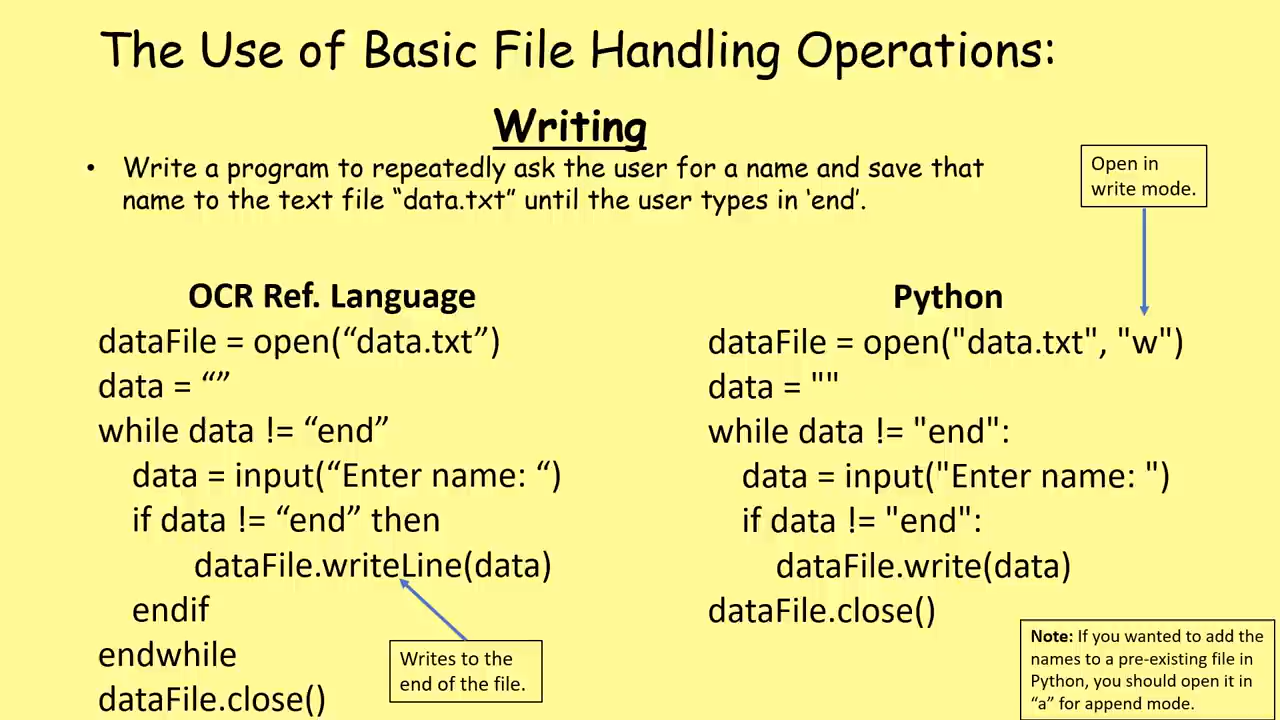 The Use of Basic File Handling Operations:
Writing
• Write a program to repeatedly ask the user for a name and save that
name to the text file “data.txt” until the user types in ‘end’.
Open in
write mode.
OCR Ref. Language
dataFile = open(“data.txt”)
data = “”
while data != “end”
data = input(“Enter name: “)
if data != “end” then
dataFile.writeLine(data)
endif
endwhile
dataFile.close()
Writes to the
end of the file.
Python
dataFile = open("data.txt", "w")
data = ""
while data != "end":
data = input("Enter name: ")
if data != "end":
dataFile.write(data)
dataFile.close()
Note: If you wanted to add the
names to a pre-existing file in
Python, you should open it in
“a” for append mode.